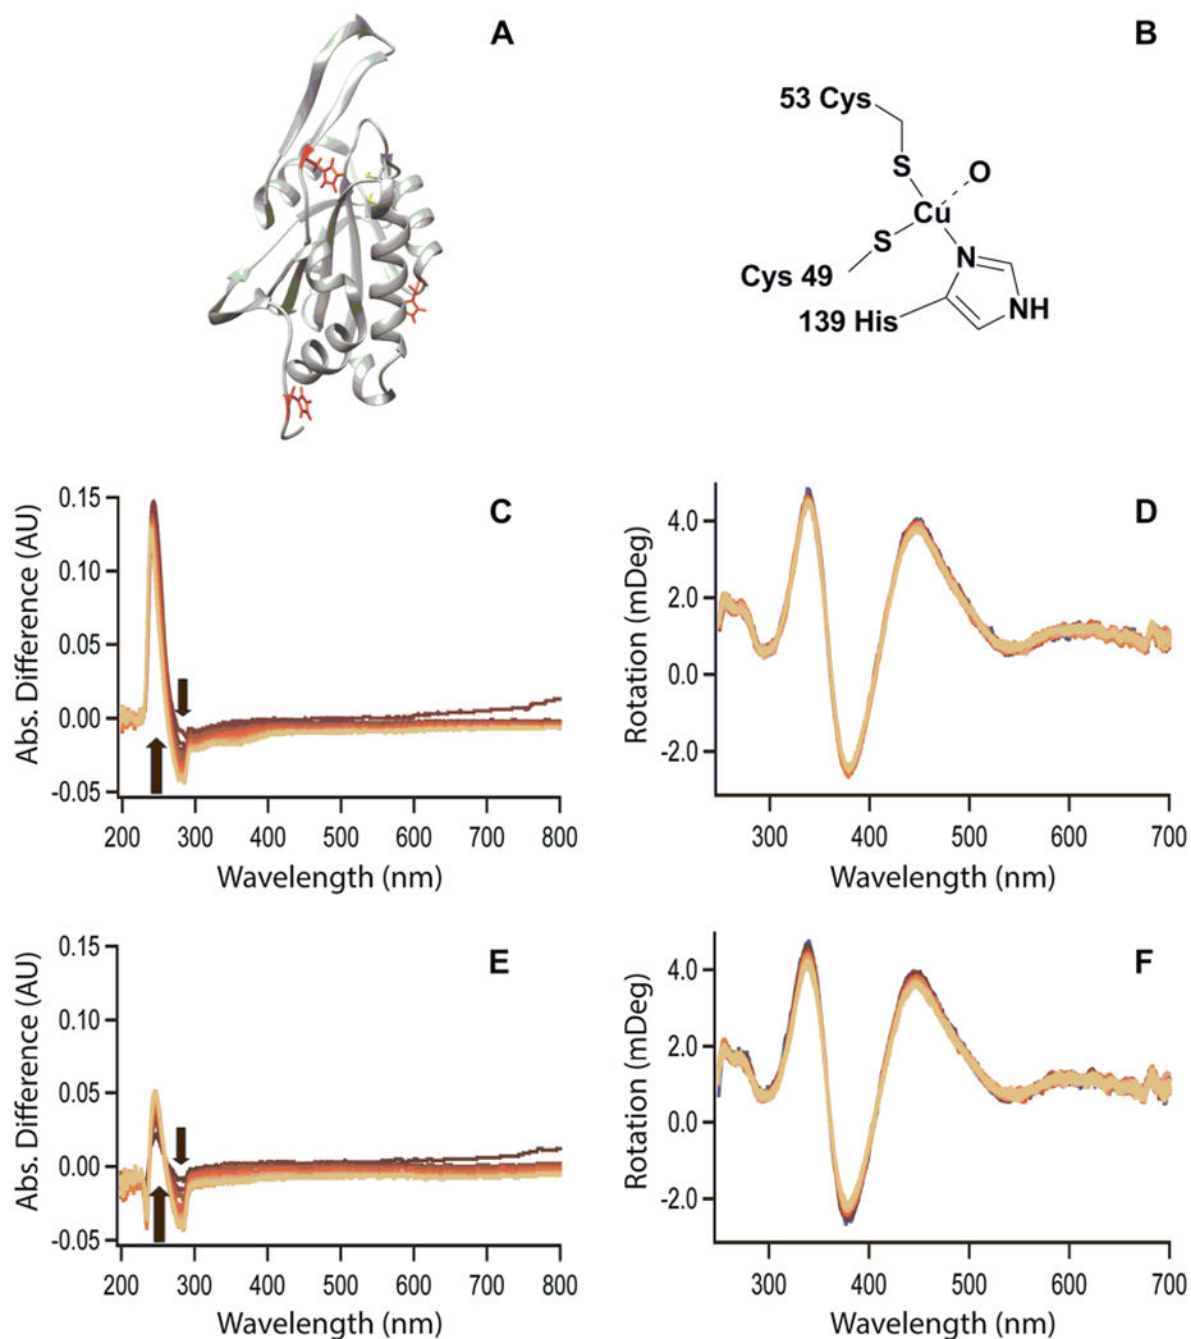 A
B
53 Cys
S
O
Cu
S
N
Cys 49
NH
139 His
C
Abs. Difference (AU)
0.15
0.10
0.05
0.00
-0.05
200 300 400 500 600 700 800
Wavelength (nm)
D
Rotation (mDeg)
4.0
2.0
0.0
-2.0
300 400 500 600 700
Wavelength (nm)
E
Abs. Difference (AU)
0.15
0.10
0.05
0.00
-0.05
200 300 400 500 600 700 800
Wavelength (nm)
F
Rotation (mDeg)
4.0
2.0
0.0
-2.0
300 400 500 600 700
Wavelength (nm)